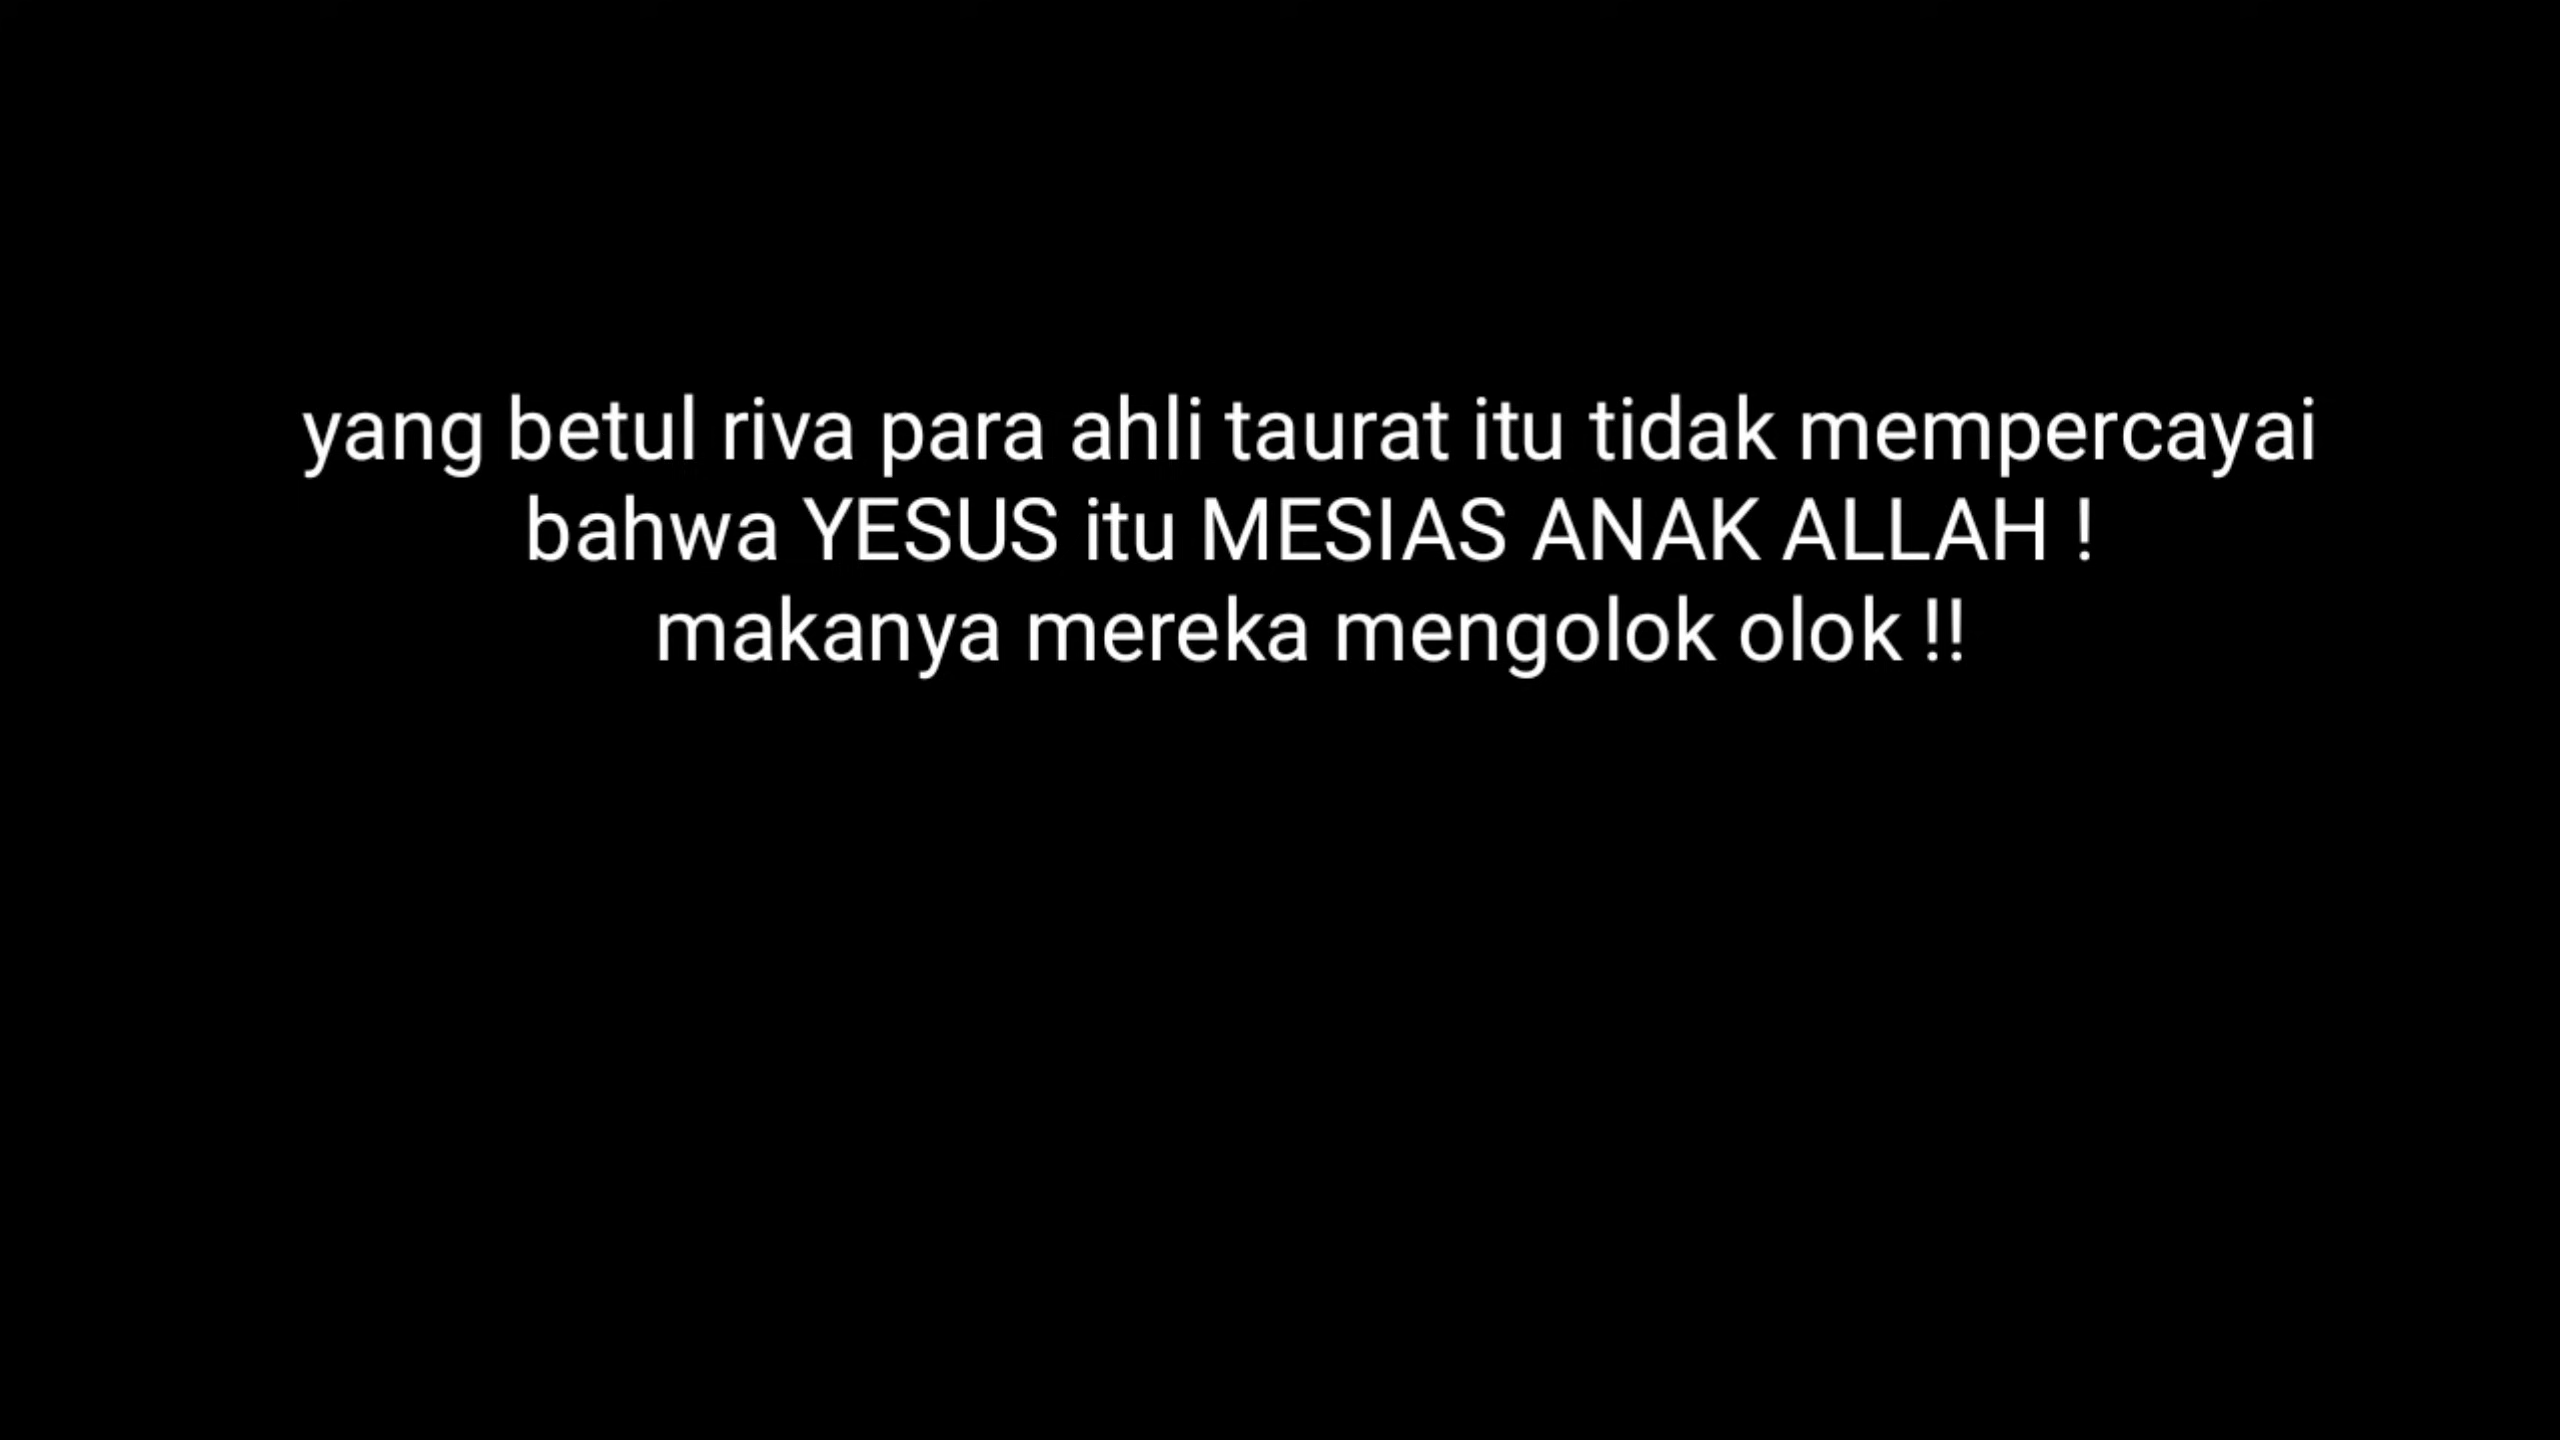 yang betul riva para ahli taurat itu tidak mempercayai
bahwa YESUS itu MESIAS ANAK ALLAH !
makanya mereka mengolok olok !!